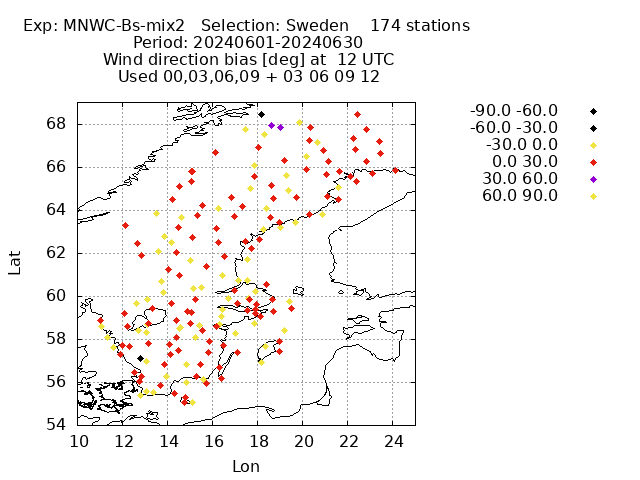 Exp: MNWC-Bs-mix2 Selection: Sweden 174 stations
Period: 20240601-20240630
Wind direction bias [deg] at 12 UTC
Used 00,03,06,09 + 03 06 09 12
-90.0 -60.0
-60.0 -30.0
-30.0 0.0
0.0 30.0
30.0 60.0
60.0 90.0
68
66
64
62
60
58
56
54
Lat
10 12 14 16 18 20 22 24
Lon